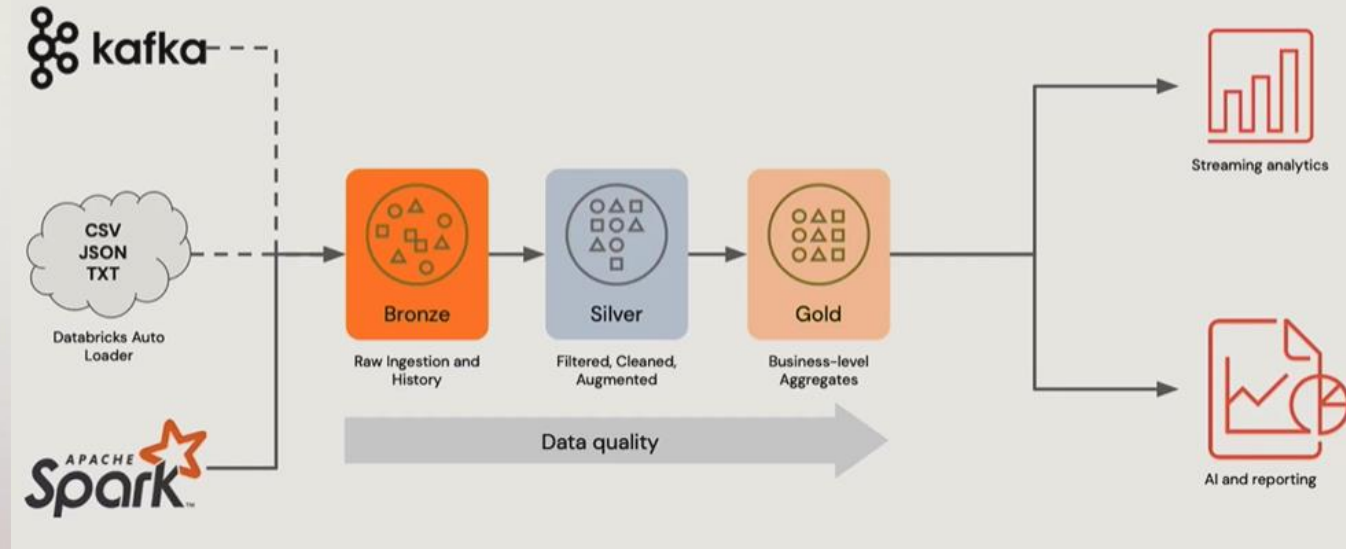 kafka
CSV
JSON
TXT
Databricks Auto
Loader
APACHE
Spark™
Bronze
Raw Ingestion and
History
Silver
Filtered, Cleaned,
Augmented
Gold
Business-level
Aggregates
Data quality
Streaming analytics
AI and reporting